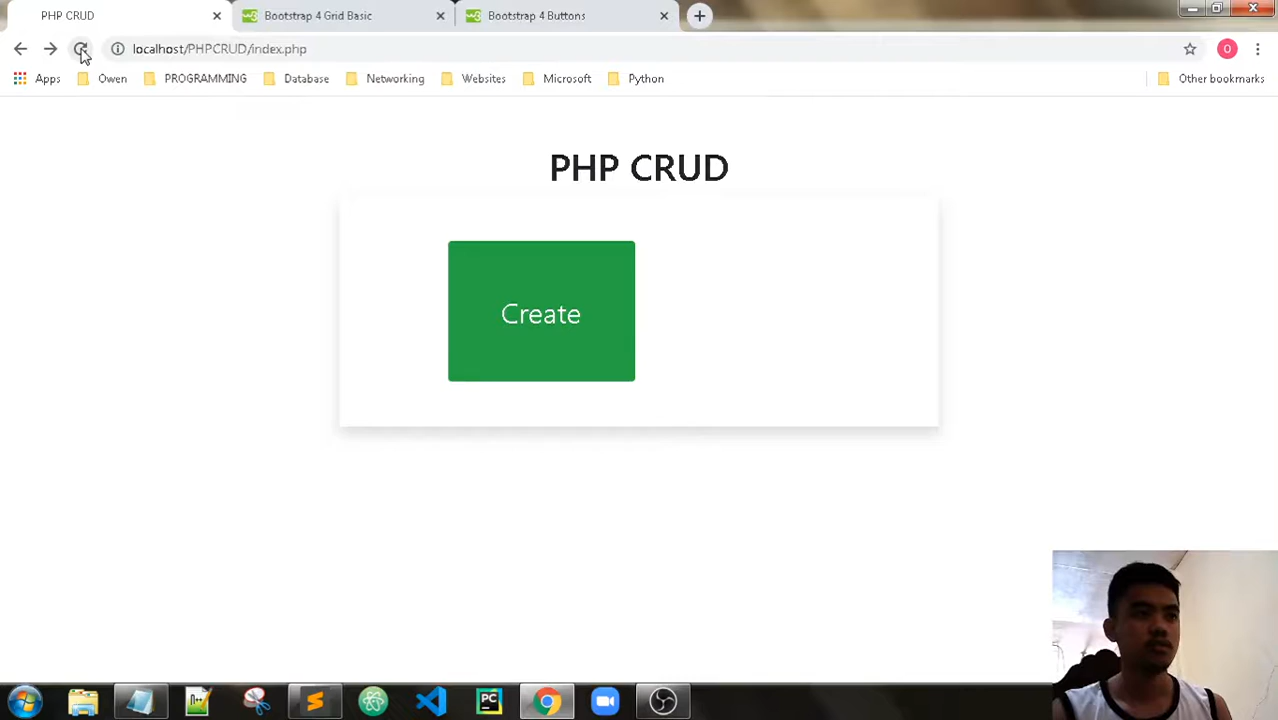 PHP CRUD
Bootstrap 4 Grid Basic
Bootstrap 4 Buttons
localhost/PHPCRUD/index.php
O
Apps
Owen
PROGRAMMING
Database
Networking
Websites
Microsoft
Python
Other bookmarks
PHP CRUD
Create
PC